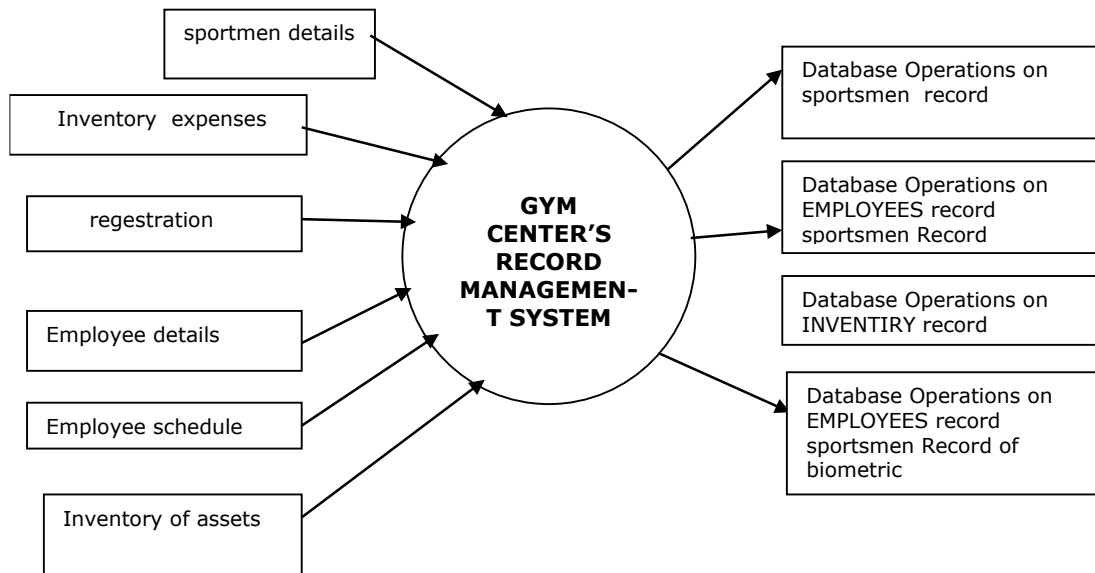 sportmen details
Inventory expenses
regestration
Employee details
Employee schedule
Inventory of assets
GYM
CENTER'S
RECORD
MANAGEMEN-
T SYSTEM
Database Operations on
sportsmen record
Database Operations on
EMPLOYEES record
sportsmen Record
Database Operations on
INVENTIRY record
Database Operations on
EMPLOYEES record
sportsmen Record of
biometric